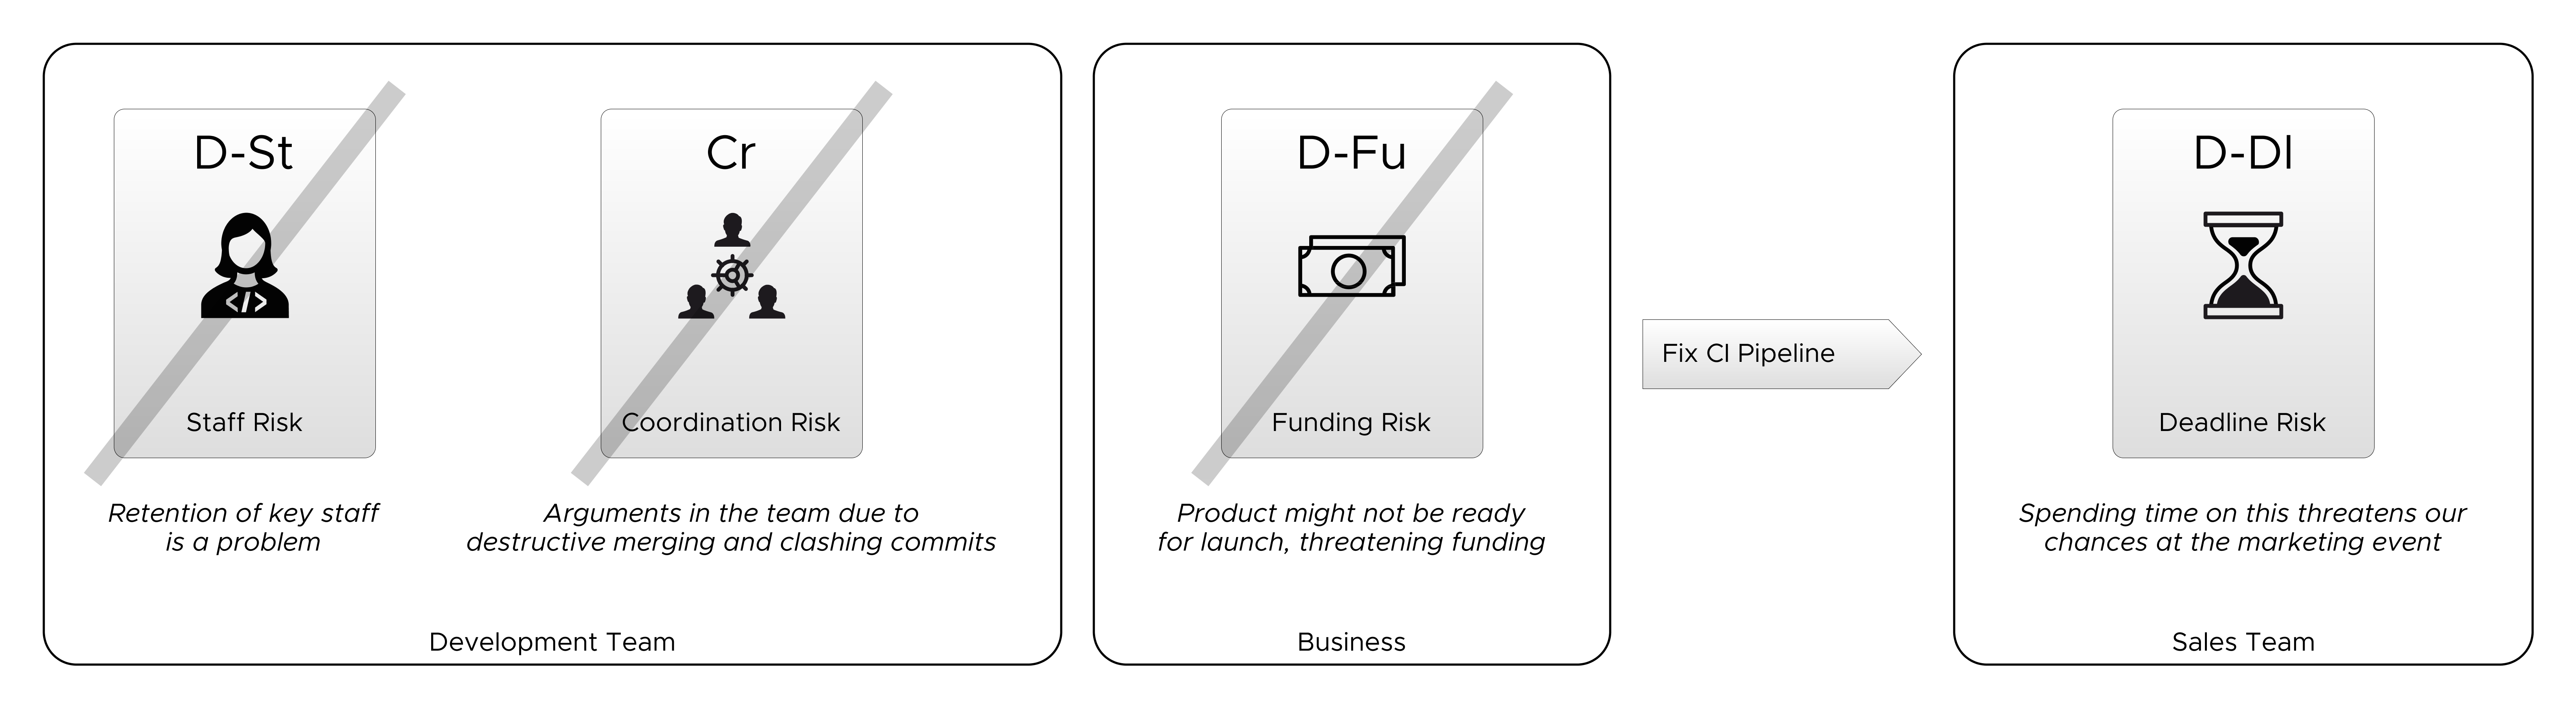 D-St
</>
Staff Risk
Retention of key staff
is a problem
Cr
Coordination Risk
Arguments in the team due to
destructive merging and clashing commits
Development Team
D-Fu
Funding Risk
Product might not be ready
for launch, threatening funding
Business
Fix CI Pipeline
D-Dl
Deadline Risk
Spending time on this threatens our
chances at the marketing event
Sales Team